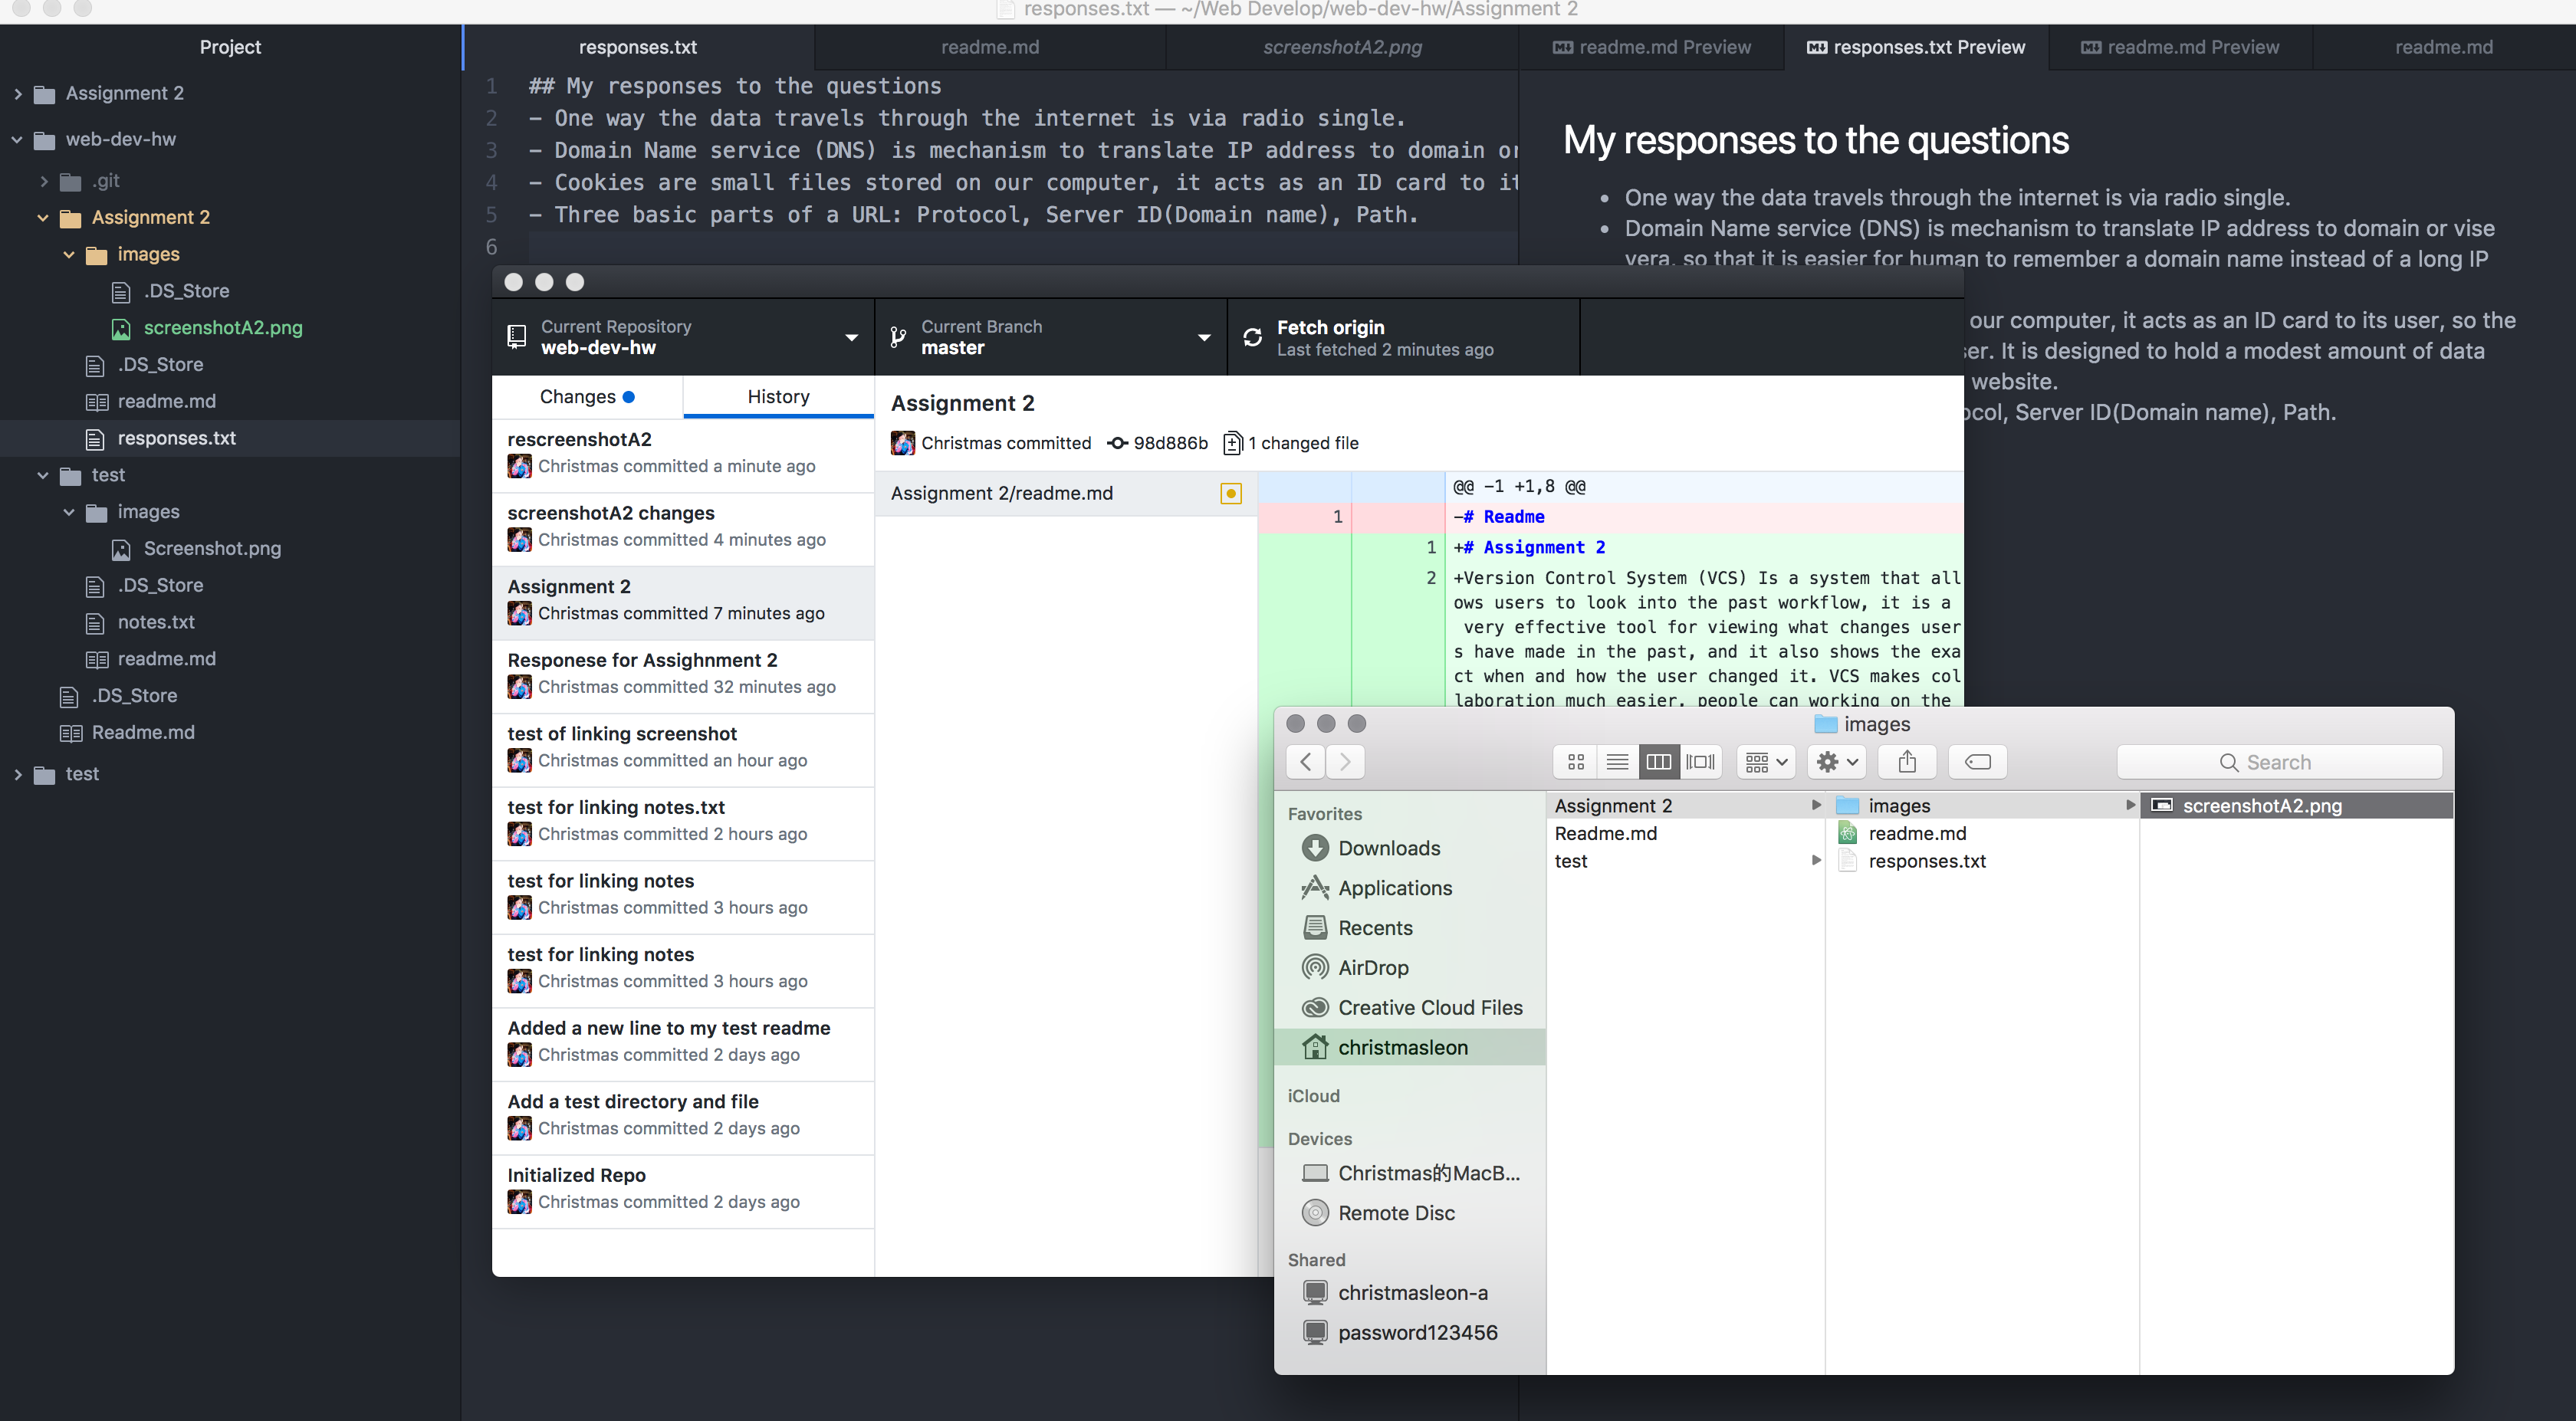 responses.txt — ~/Web Develop/web-dev-hw/Assignment 2
Project
Assignment 2
web-dev-hw
.git
Assignment 2
images
.DS_Store
screenshotA2.png
.DS_Store
readme.md
responses.txt
test
images
Screenshot.png
.DS_Store
notes.txt
readme.md
.DS_Store
Readme.md
test
responses.txt
readme.md
screenshotA2.png
readme.md Preview
responses.txt Preview
readme.md Preview
readme.md
1 ## My responses to the questions
2 - One way the data travels through the internet is via radio single.
3 - Domain Name service (DNS) is mechanism to translate IP address to domain or
4 - Cookies are small files stored on our computer, it acts as an ID card to it
5 - Three basic parts of a URL: Protocol, Server ID(Domain name), Path.
6
My responses to the questions
• One way the data travels through the internet is via radio single.
• Domain Name service (DNS) is mechanism to translate IP address to domain or vise
vera, so that it is easier for human to remember a domain name instead of a long IP
our computer, it acts as an ID card to its user, so the
ser. It is designed to hold a modest amount of data
website.
ocol, Server ID(Domain name), Path.
Current Repository
web-dev-hw
Current Branch
master
Fetch origin
Last fetched 2 minutes ago
Changes
History
rescreenshotA2
Christmas committed a minute ago
screenshotA2 changes
Christmas committed 4 minutes ago
Assignment 2
Christmas committed 7 minutes ago
Responese for Assighnment 2
Christmas committed 32 minutes ago
test of linking screenshot
Christmas committed an hour ago
test for linking notes.txt
Christmas committed 2 hours ago
test for linking notes
Christmas committed 3 hours ago
test for linking notes
Christmas committed 3 hours ago
Added a new line to my test readme
Christmas committed 2 days ago
Add a test directory and file
Christmas committed 2 days ago
Initialized Repo
Christmas committed 2 days ago
Assignment 2
Christmas committed 98d886b 1 changed file
Assignment 2/readme.md
@@ -1 +1,8 @@
1 -# Readme
1 +# Assignment 2
2 +Version Control System (VCS) Is a system that all
ows users to look into the past workflow, it is a
very effective tool for viewing what changes user
s have made in the past, and it also shows the exa
ct when and how the user changed it. VCS makes col
laboration much easier, people can working on the
images
Search
Favorites
Downloads
Applications
Recents
AirDrop
Creative Cloud Files
christmasleon
iCloud
Devices
Christmas的MacB...
Remote Disc
Shared
christmasleon-a
password123456
Assignment 2
Readme.md
test
images
readme.md
responses.txt
screenshotA2.png